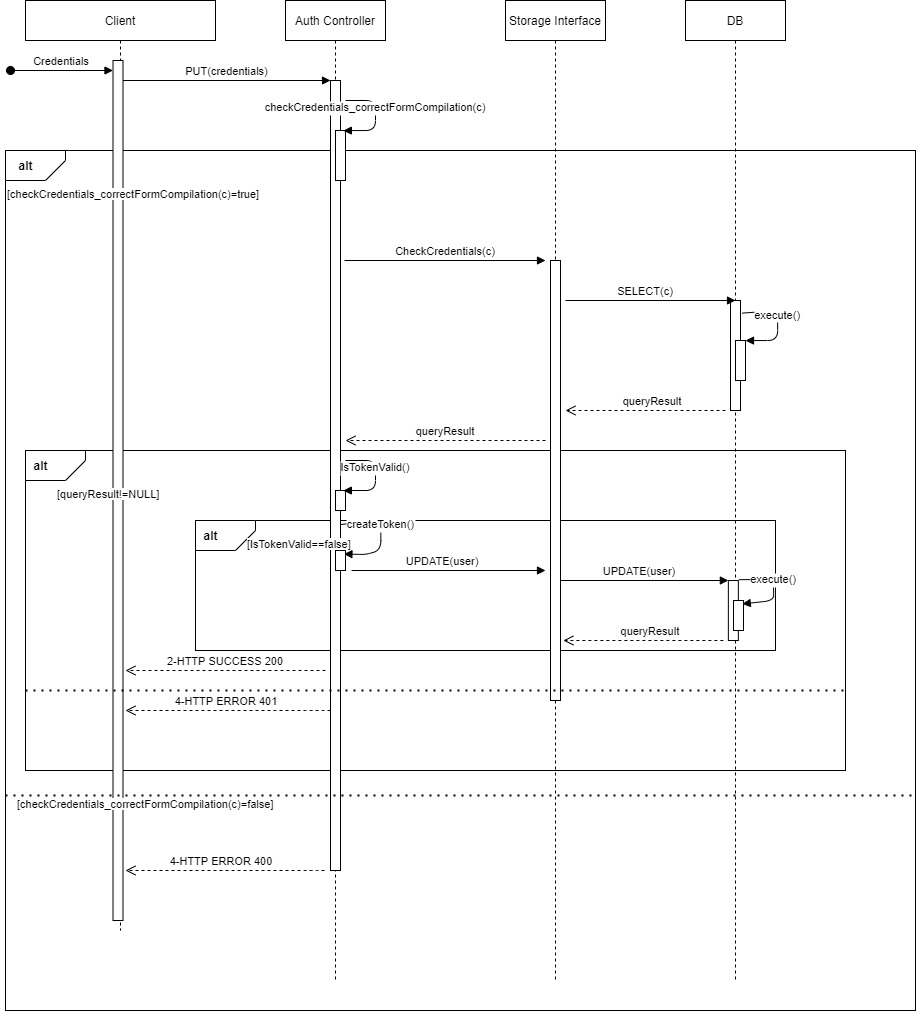 Client
Auth Controller
Storage Interface
DB
Credentials
PUT(credentials)
checkCredentials_correctFormCompilation(c)
alt
[checkCredentials_correctFormCompilation(c)=true]
CheckCredentials(c)
SELECT(c)
execute()
queryResult
queryResult
alt
IsTokenValid()
[queryResult!=NULL]
createToken()
alt
[IsTokenValid==false]
UPDATE(user)
UPDATE(user)
execute()
queryResult
2-HTTP SUCCESS 200
4-HTTP ERROR 401
[checkCredentials_correctFormCompilation(c)=false]
4-HTTP ERROR 400